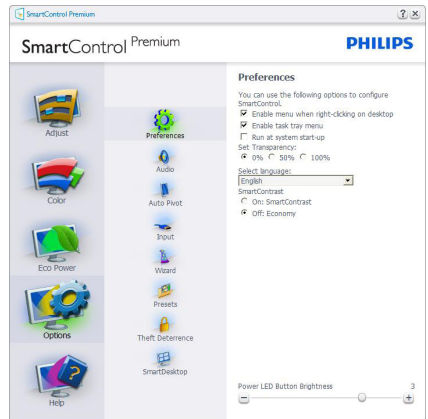 SmartControl Premium
? ×
SmartControl Premium
PHILIPS
Adjust
Color
Eco Power
Options
Help
Preferences
Audio
Auto Pivot
Input
Wizard
Presets
Theft Deterrence
SmartDesktop
Preferences
You can use the following options to configure
SmartControl.
Enable menu when right-clicking on desktop
Enable task tray menu
Run at system start-up
Set Transparency:
0% 50% 100%
Select language:
English
SmartContrast
On: SmartContrast
Off: Economy
Power LED Button Brightness 3